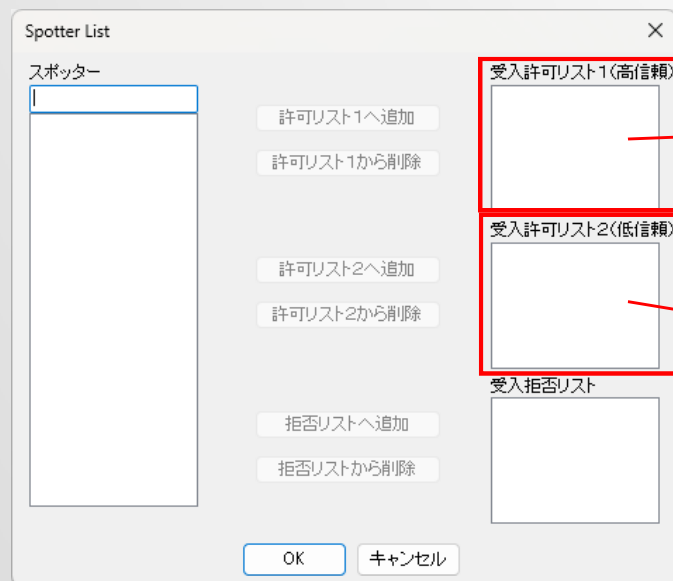 Spotter List
スポッター
許可リスト1へ追加
許可リスト1から削除
許可リスト2へ追加
許可リスト2から削除
拒否リストへ追加
拒否リストから削除
受入許可リスト1(高信頼)
受入許可リスト2(低信頼)
受入拒否リスト
OK
キャンセル